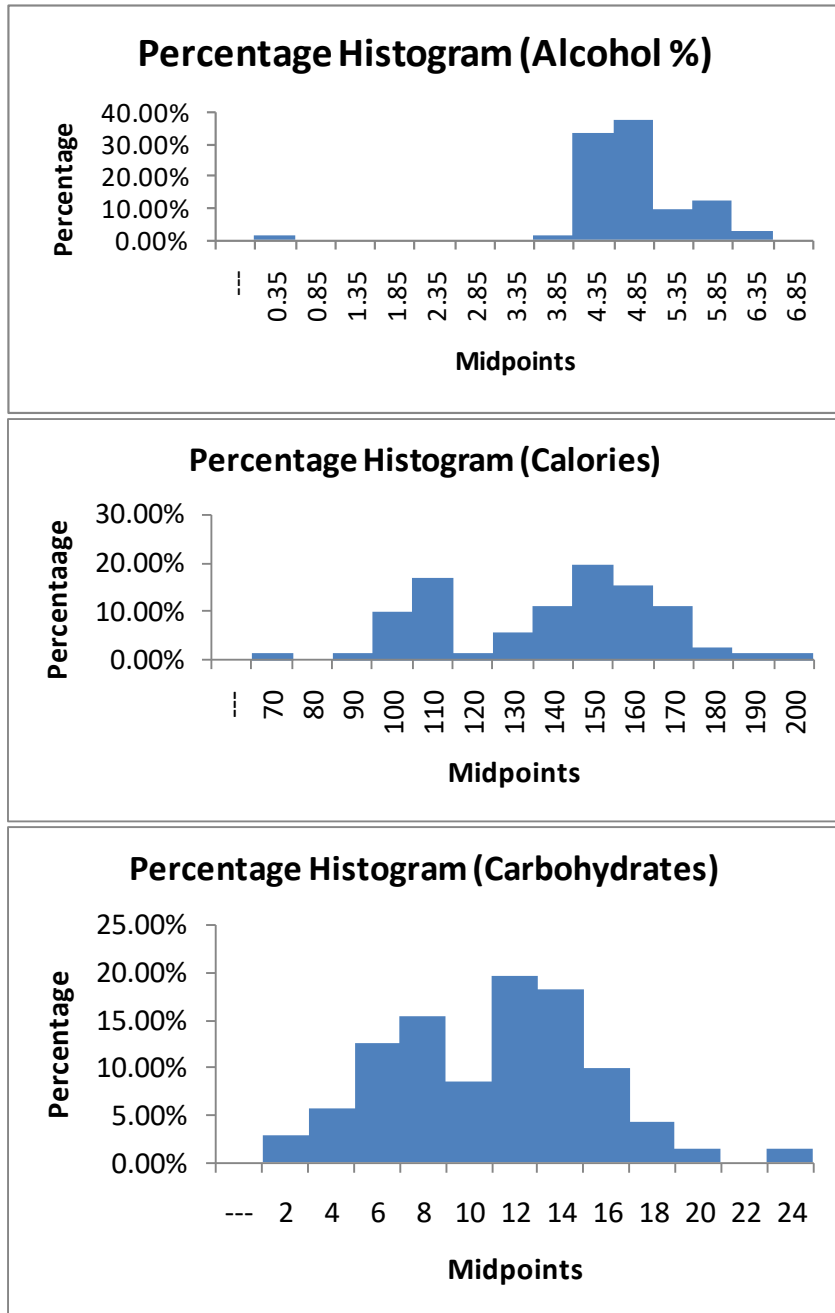 Percentage Histogram (Alcohol %)
40.00%
30.00%
20.00%
10.00%
0.00%
Percentage
--- 0.35 0.85 1.35 1.85 2.35 2.85 3.35 3.85 4.35 4.85 5.35 5.85 6.35 6.85
Midpoints
Percentage Histogram (Calories)
30.00%
20.00%
10.00%
0.00%
Percentaage
--- 70 80 90 100 110 120 130 140 150 160 170 180 190 200
Midpoints
Percentage Histogram (Carbohydrates)
25.00%
20.00%
15.00%
10.00%
5.00%
0.00%
Percentage
--- 2 4 6 8 10 12 14 16 18 20 22 24
Midpoints